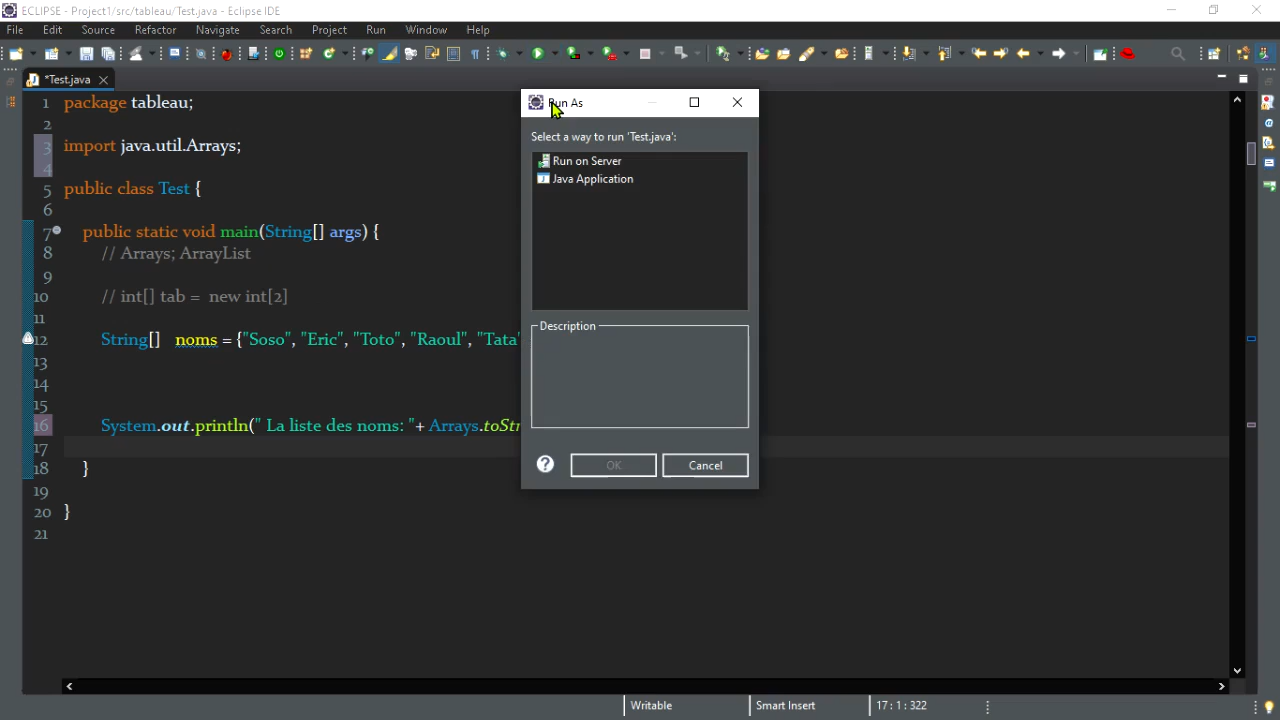 ECLIPSE - Project1/src/tableau/Test.java - Eclipse IDE
File Edit Source Refactor Navigate Search Project Run Window Help
*Test.java
1 package tableau;
2
3 import java.util.Arrays;
4
5 public class Test {
6
7 public static void main(String[] args) {
8 // Arrays; ArrayList
9
10 // int[] tab = new int[2]
11
12 String[] noms = {"Soso", "Eric", "Toto", "Raoul", "Tata"
13
14
15
16 System.out.println(" La liste des noms: "+ Arrays.toStr
17
18 }
19
20 }
21
Run As
Select a way to run 'Test.java':
Run on Server
Java Application
Description
OK Cancel
Writable Smart Insert 17 : 1 : 322